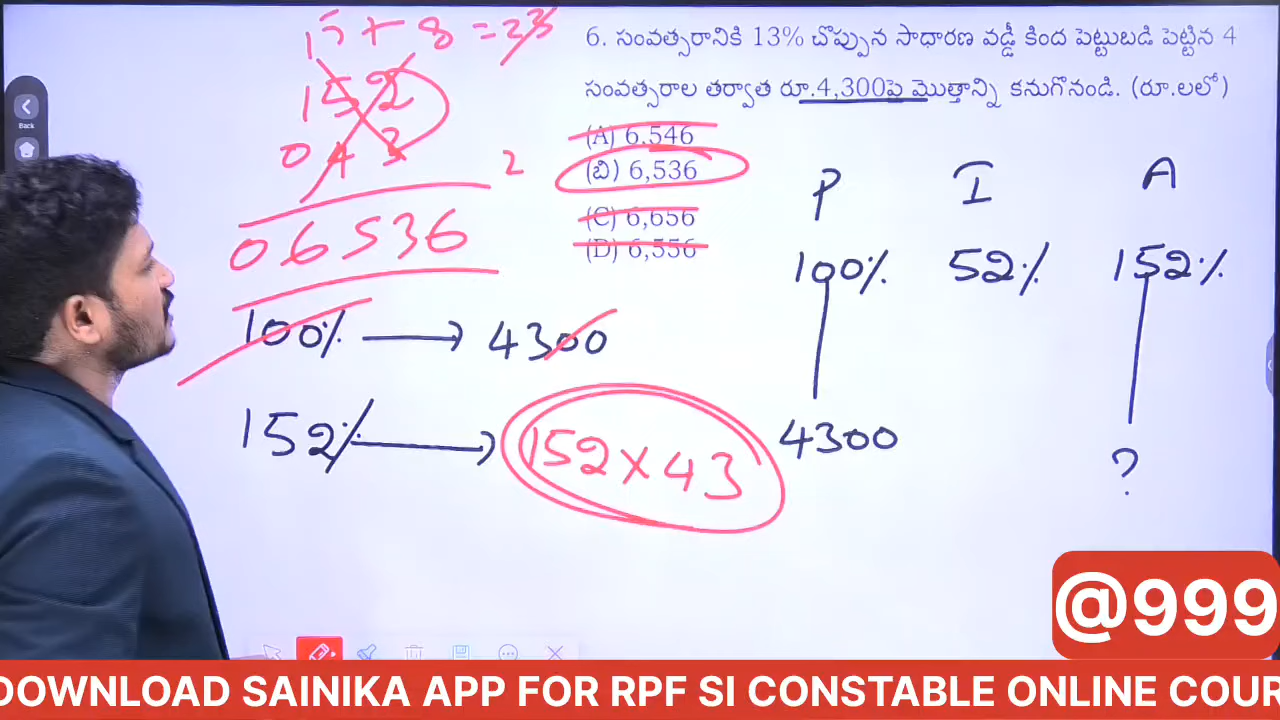 6. సంవత్సరానికి 13% చొప్పున సాధారణ వడ్డీ కింద పెట్టుబడి పెట్టిన 4
సంవత్సరాల తర్వాత రూ.4,300పై మొత్తాన్ని కనుగొనండి. (రూ.లలో)
(A) 6,546
(బి) 6,536
(C) 6,656
(D) 6,556
15 + 8 = 23
152
043
2
06536
100% → 4300
152% → 152 × 43
P I A
100% 52% 152%
4300 ?
Back
@999
DOWNLOAD SAINIKA APP FOR RPF SI CONSTABLE ONLINE COUR